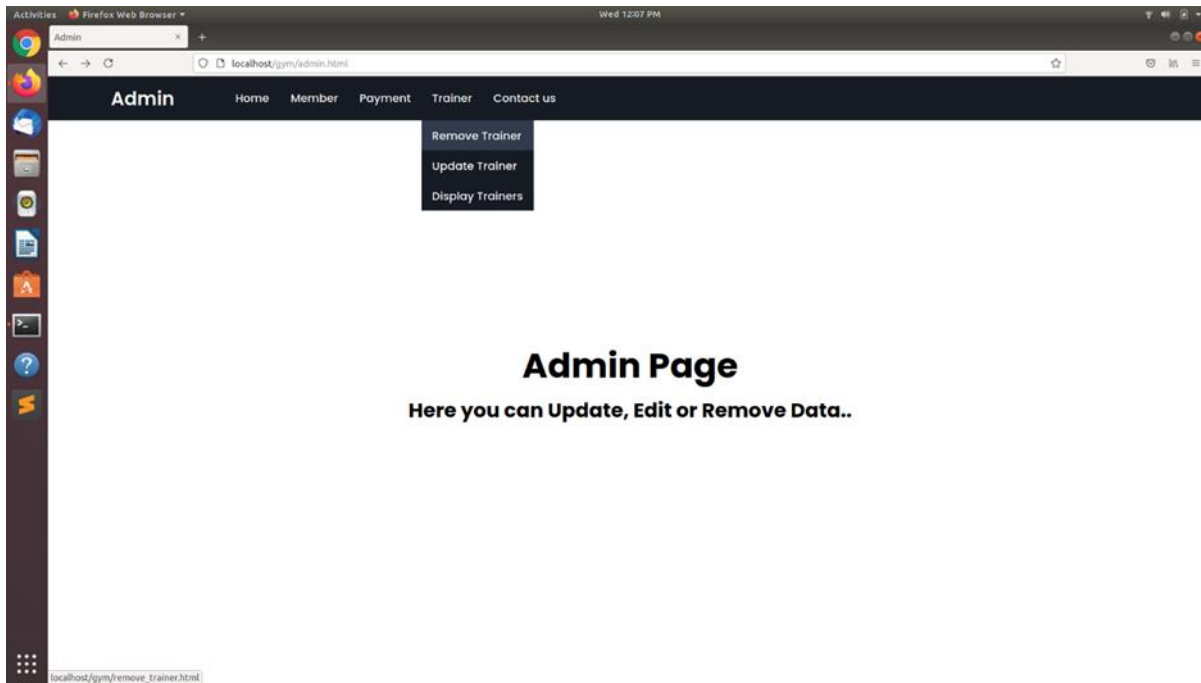 Activities Firefox Web Browser Wed 12:07 PM
Admin
localhost/gym/admin.html
Admin Home Member Payment Trainer Contact us
Remove Trainer
Update Trainer
Display Trainers
Admin Page
Here you can Update, Edit or Remove Data..
localhost/gym/remove_trainer.html